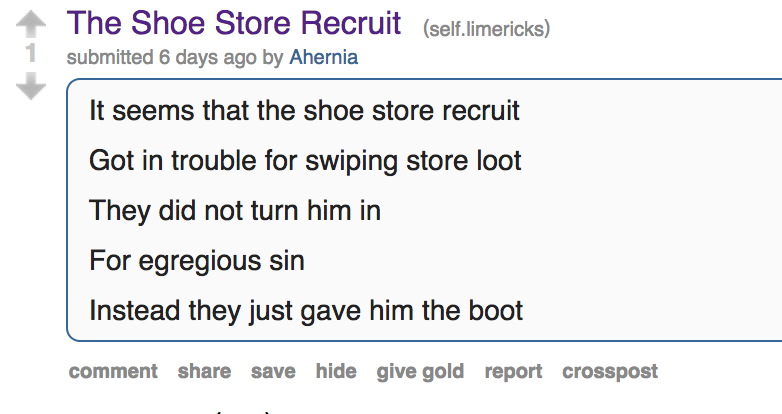 The Shoe Store Recruit (self.limericks)
1
submitted 6 days ago by Ahernia
It seems that the shoe store recruit
Got in trouble for swiping store loot
They did not turn him in
For egregious sin
Instead they just gave him the boot
comment share save hide give gold report crosspost